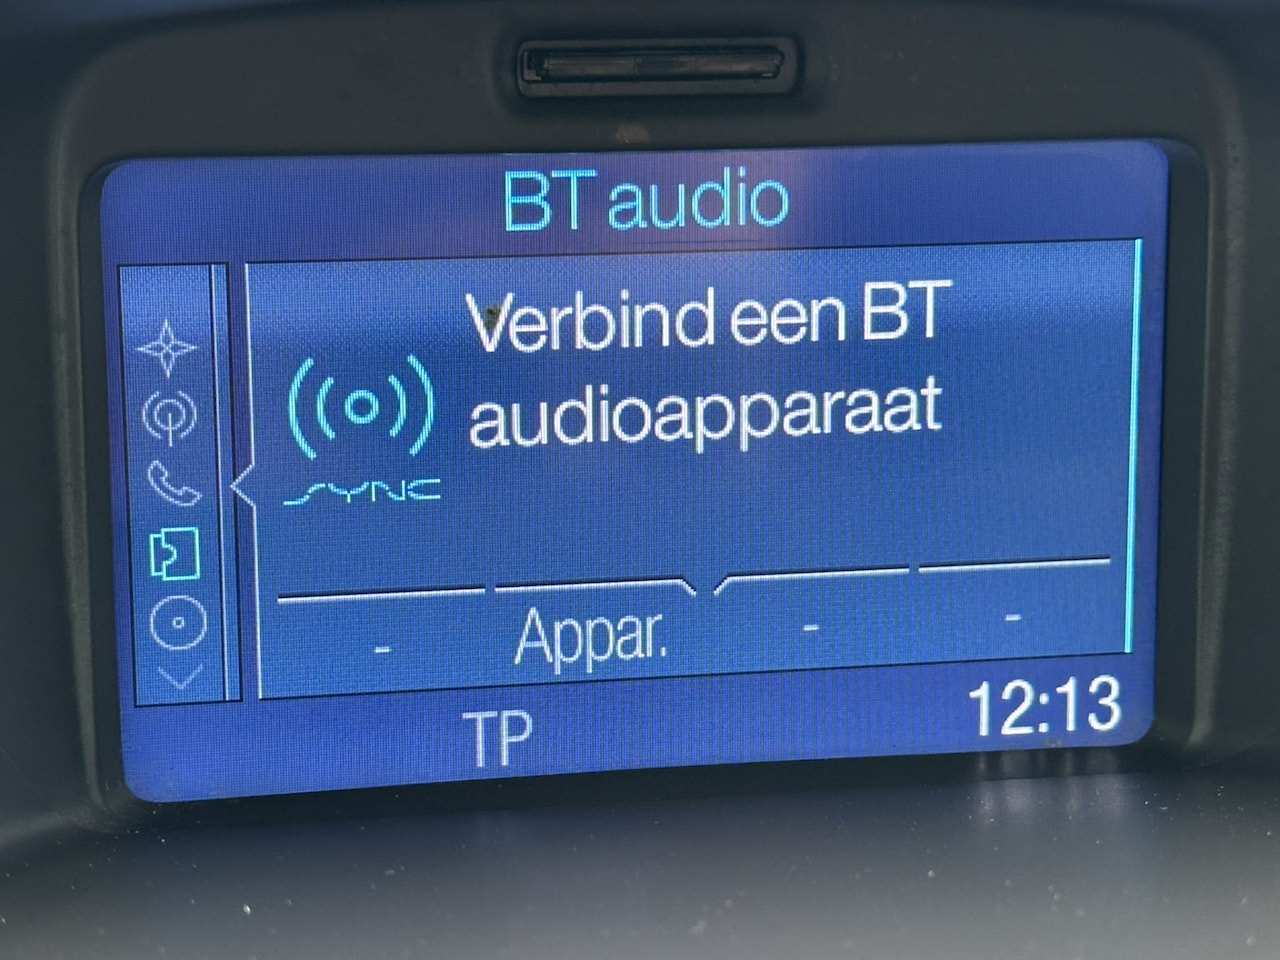 BT audio
Verbind een BT
audioapparaat
SYNC
- Appar. - -
TP 12:13